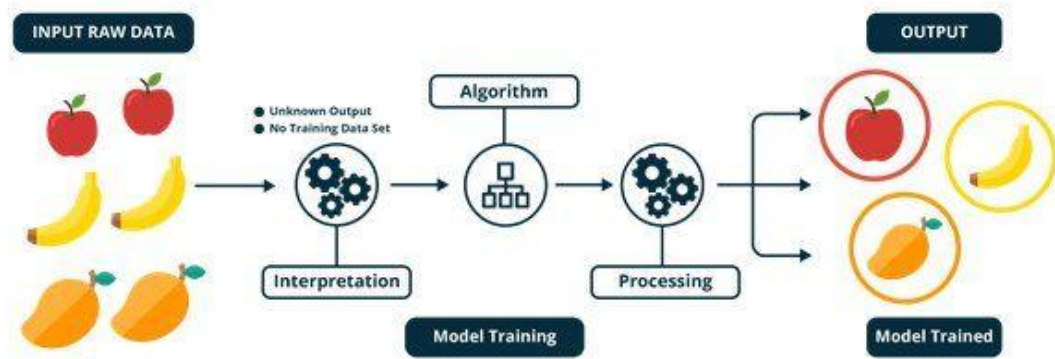 INPUT RAW DATA
OUTPUT
Algorithm
Unknown Output
No Training Data Set
Interpretation
Processing
Model Training
Model Trained